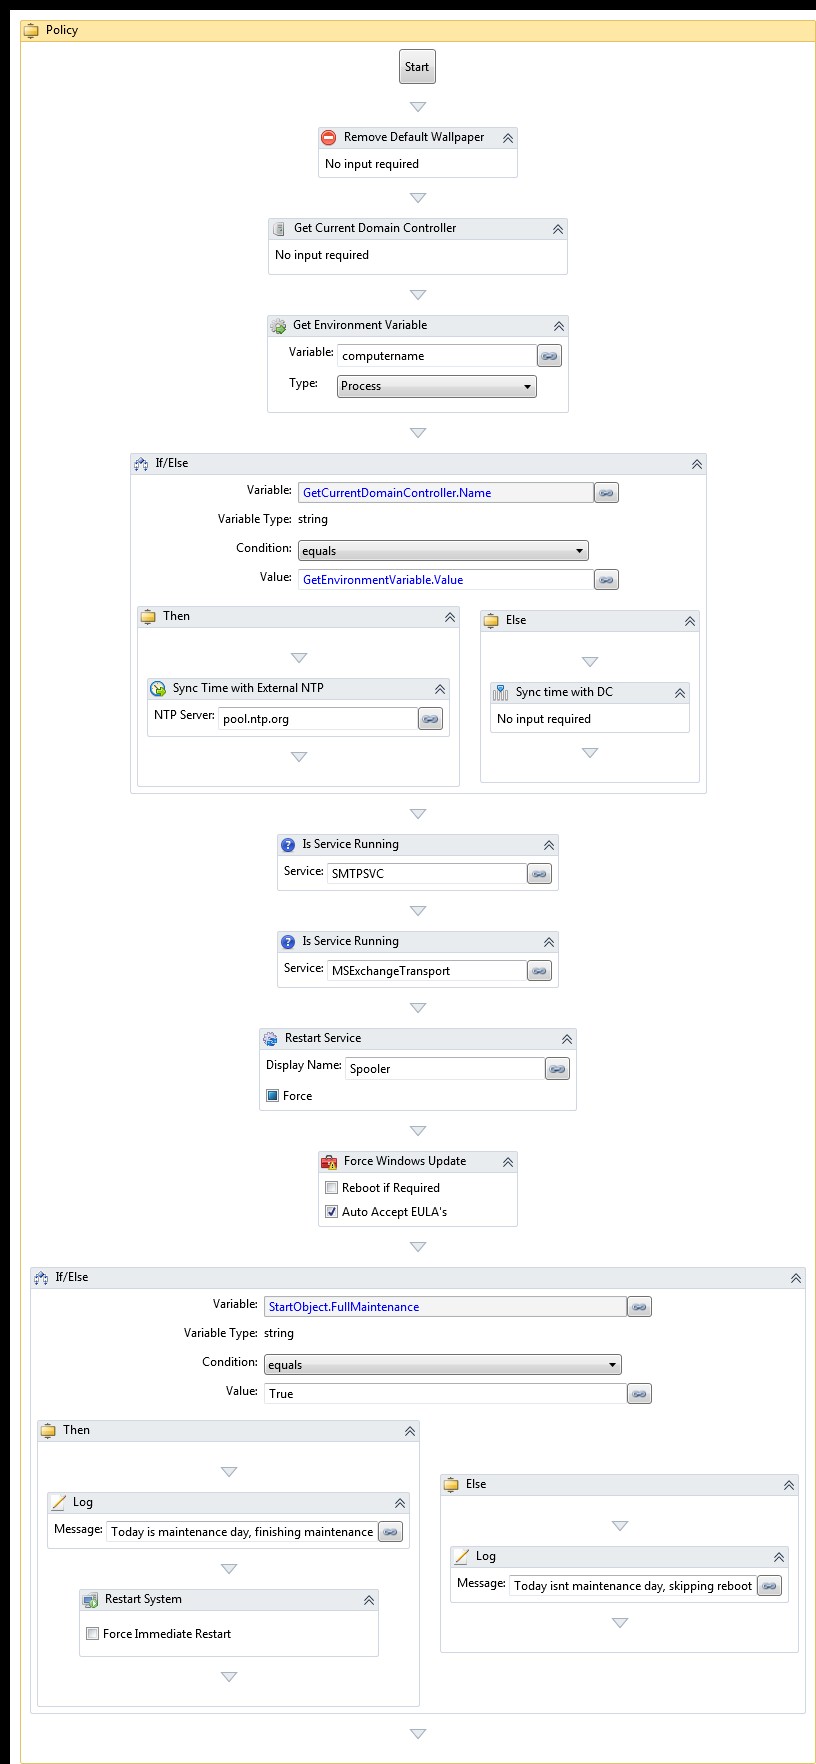 Policy
Start
Remove Default Wallpaper
No input required
Get Current Domain Controller
No input required
Get Environment Variable
Variable: computername
Type: Process
If/Else
Variable: GetCurrentDomainController.Name
Variable Type: string
Condition: equals
Value: GetEnvironmentVariable.Value
Then
Sync Time with External NTP
NTP Server: pool.ntp.org
Else
Sync time with DC
No input required
Is Service Running
Service: SMTPSVC
Is Service Running
Service: MSExchangeTransport
Restart Service
Display Name: Spooler
Force
Force Windows Update
Reboot if Required
Auto Accept EULA's
If/Else
Variable: StartObject.FullMaintenance
Variable Type: string
Condition: equals
Value: True
Then
Log
Message: Today is maintenance day, finishing maintenance
Restart System
Force Immediate Restart
Else
Log
Message: Today isnt maintenance day, skipping reboot